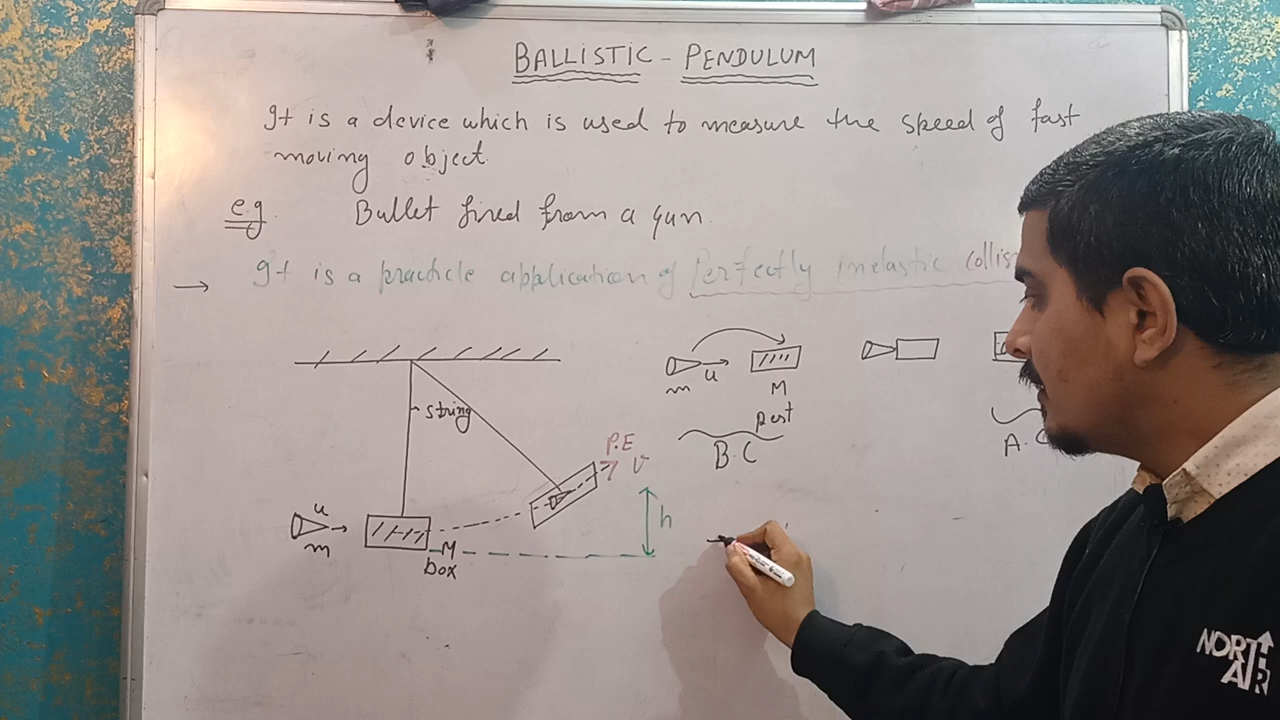 BALLISTIC - PENDULUM
It is a device which is used to measure the speed of fast
moving object.
e.g. Bullet fired from a gun.
→ It is a practicle application of Perfectly inelastic collis
string
u
m
M
box
P.E
v
h
m
u
M
rest
B.C
A.C
NORTH
AIR